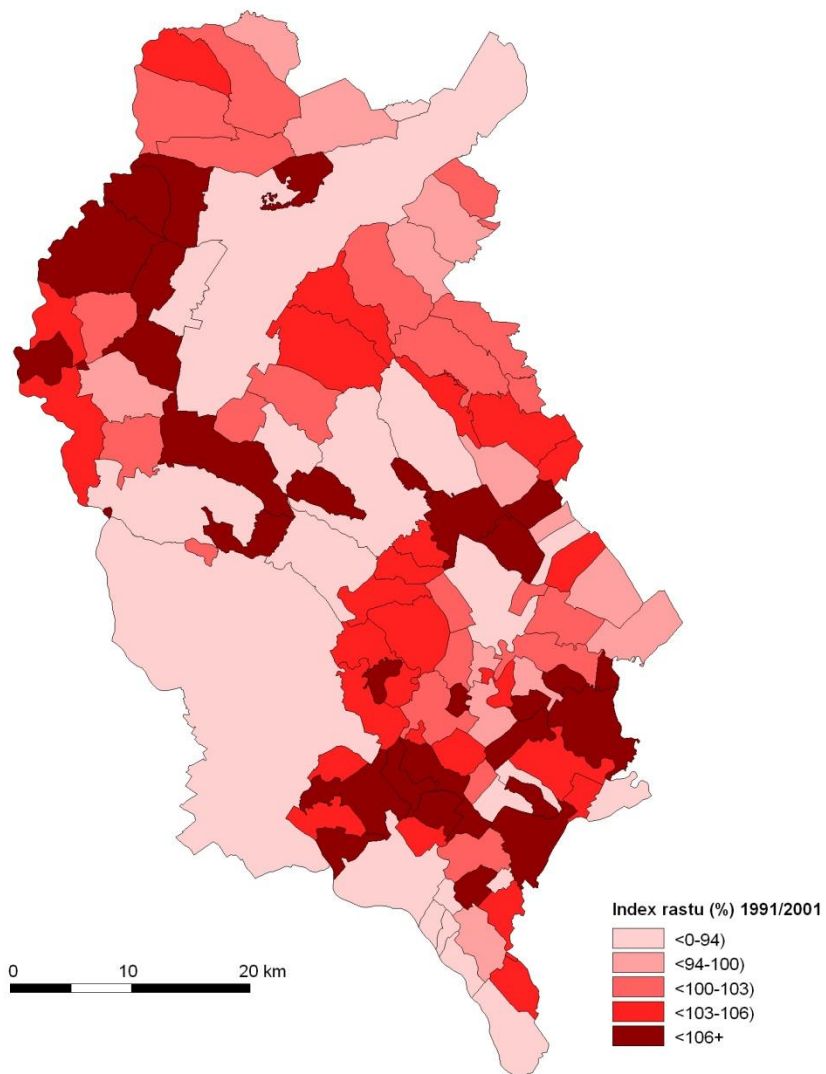 Index rastu (%) 1991/2001
<0-94)
<94-100)
<100-103)
<103-106)
<106+
0 10 20 km